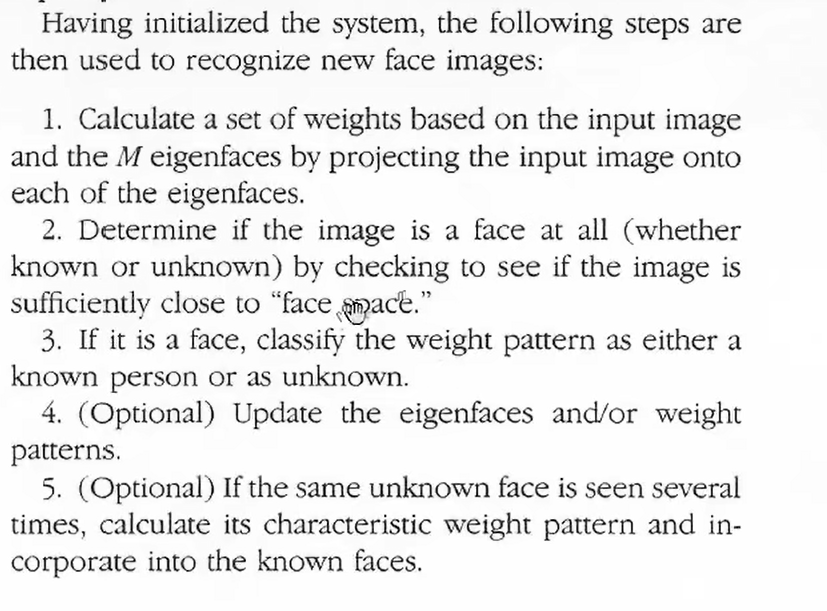 Having initialized the system, the following steps are
then used to recognize new face images:
1. Calculate a set of weights based on the input image
and the M eigenfaces by projecting the input image onto
each of the eigenfaces.
2. Determine if the image is a face at all (whether
known or unknown) by checking to see if the image is
sufficiently close to “face space.”
3. If it is a face, classify the weight pattern as either a
known person or as unknown.
4. (Optional) Update the eigenfaces and/or weight
patterns.
5. (Optional) If the same unknown face is seen several
times, calculate its characteristic weight pattern and in-
corporate into the known faces.